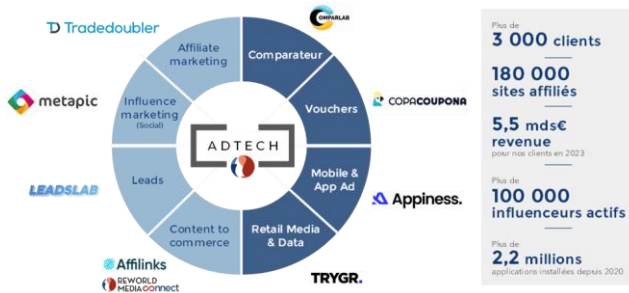 Tradedoubler
COMPARLAB
Affiliate
marketing
Comparateur
metapic
Influence
marketing
(Social)
Vouchers
COPACOUPONA
ADTECH
LEADSLAB
Leads
Mobile &
App Ad
Appiness.
Content to
commerce
Retail Media
& Data
Affilinks
REWORLD
MEDIA CONNECT
TRYGR.
Plus de
3 000 clients
180 000
sites affiliés
5,5 mds€
revenue
pour nos clients en 2023
Plus de
100 000
influenceurs actifs
Plus de
2,2 millions
applications installées depuis 2020